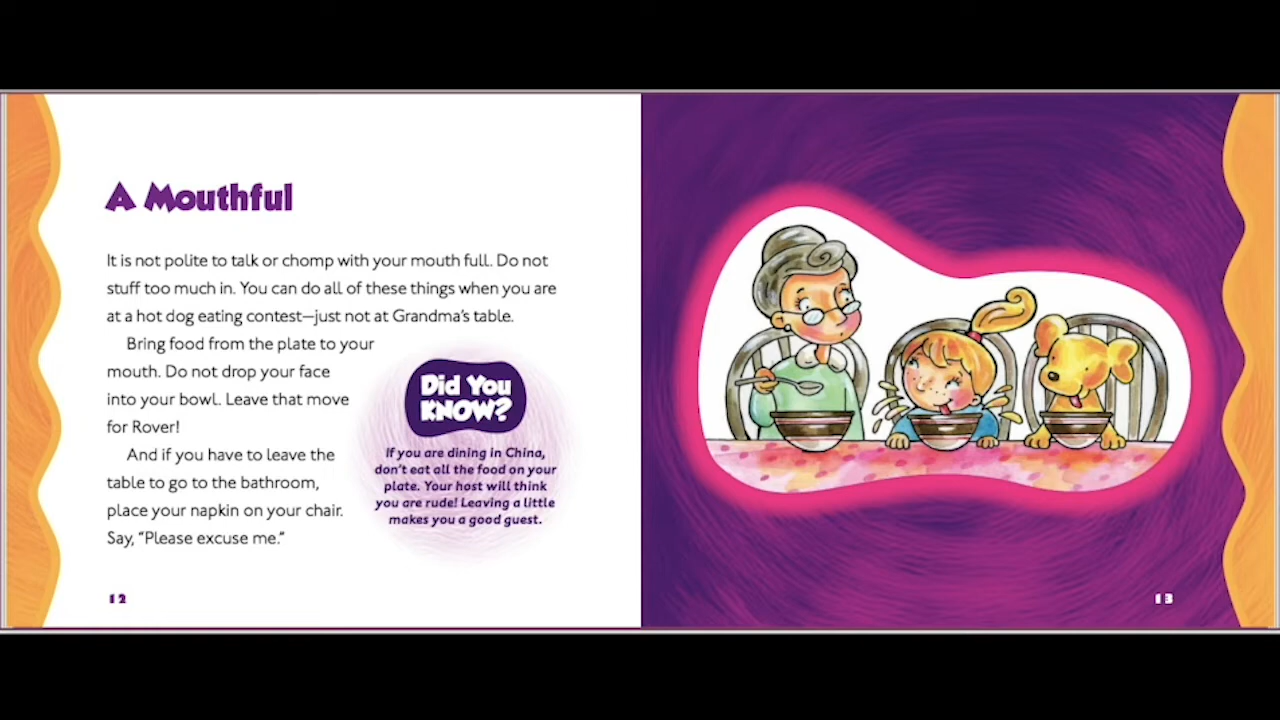 A Mouthful
It is not polite to talk or chomp with your mouth full. Do not
stuff too much in. You can do all of these things when you are
at a hot dog eating contest—just not at Grandma's table.
Bring food from the plate to your
mouth. Do not drop your face
into your bowl. Leave that move
for Rover!
And if you have to leave the
table to go to the bathroom,
place your napkin on your chair.
Say, "Please excuse me."
Did You
KNOW?
If you are dining in China,
don't eat all the food on your
plate. Your host will think
you are rude! Leaving a little
makes you a good guest.
12
13